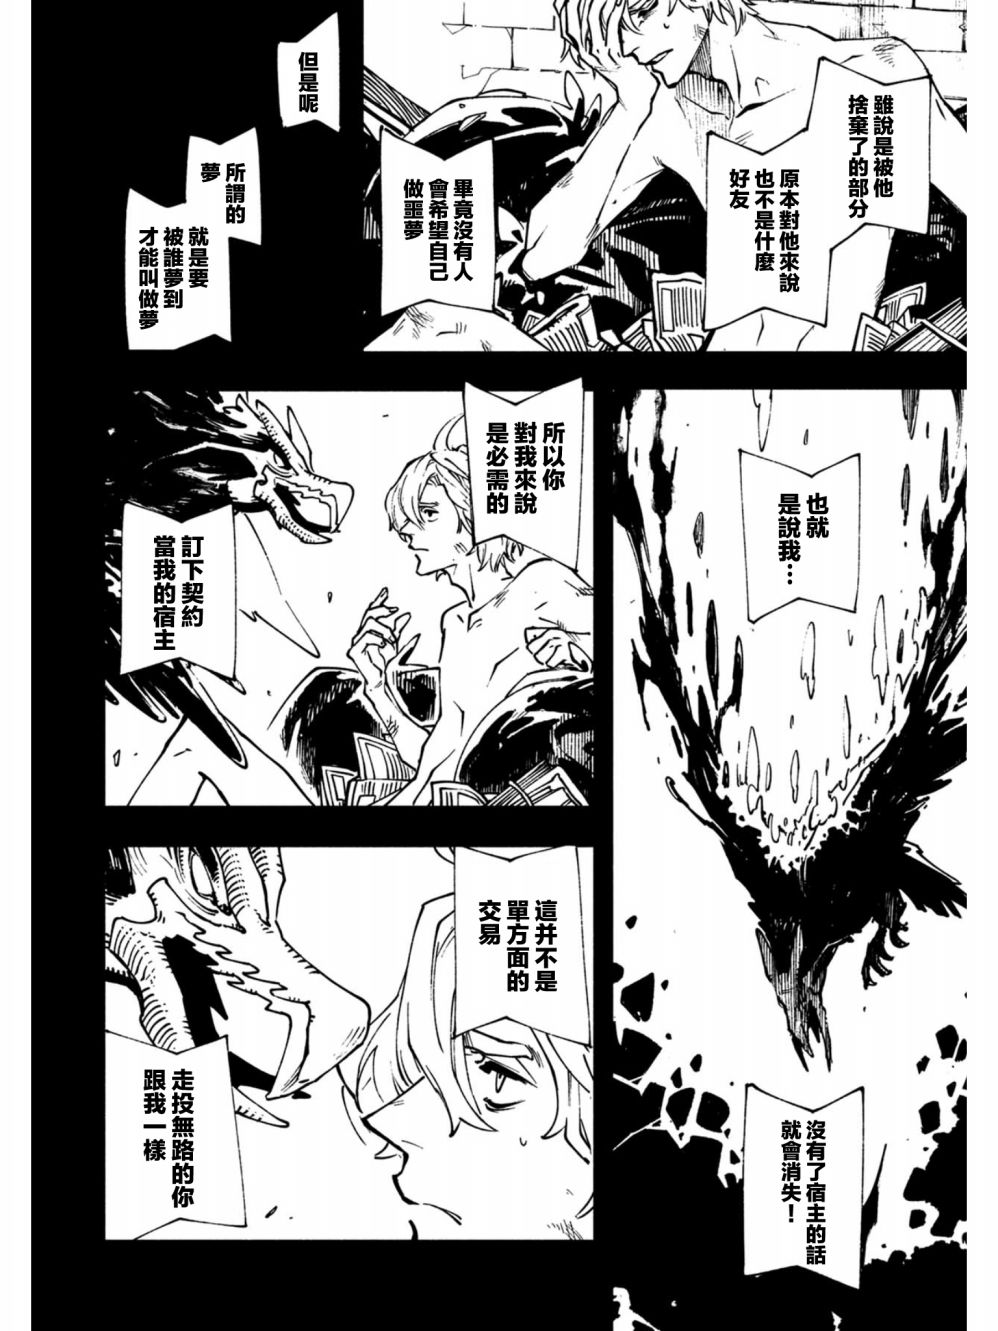 雖說是被他
捨棄了的部分
原本對他來說
也不是什麼
好友
畢竟沒有人
會希望自己
做噩夢
但是呢
所謂的
夢
就是要
被誰夢到
才能叫做夢
也就
是說我…
沒有了宿主的話
就會消失！
所以你
對我來說
是必需的
訂下契約
當我的宿主
這并不是
單方面的
交易
走投無路的你
跟我一樣